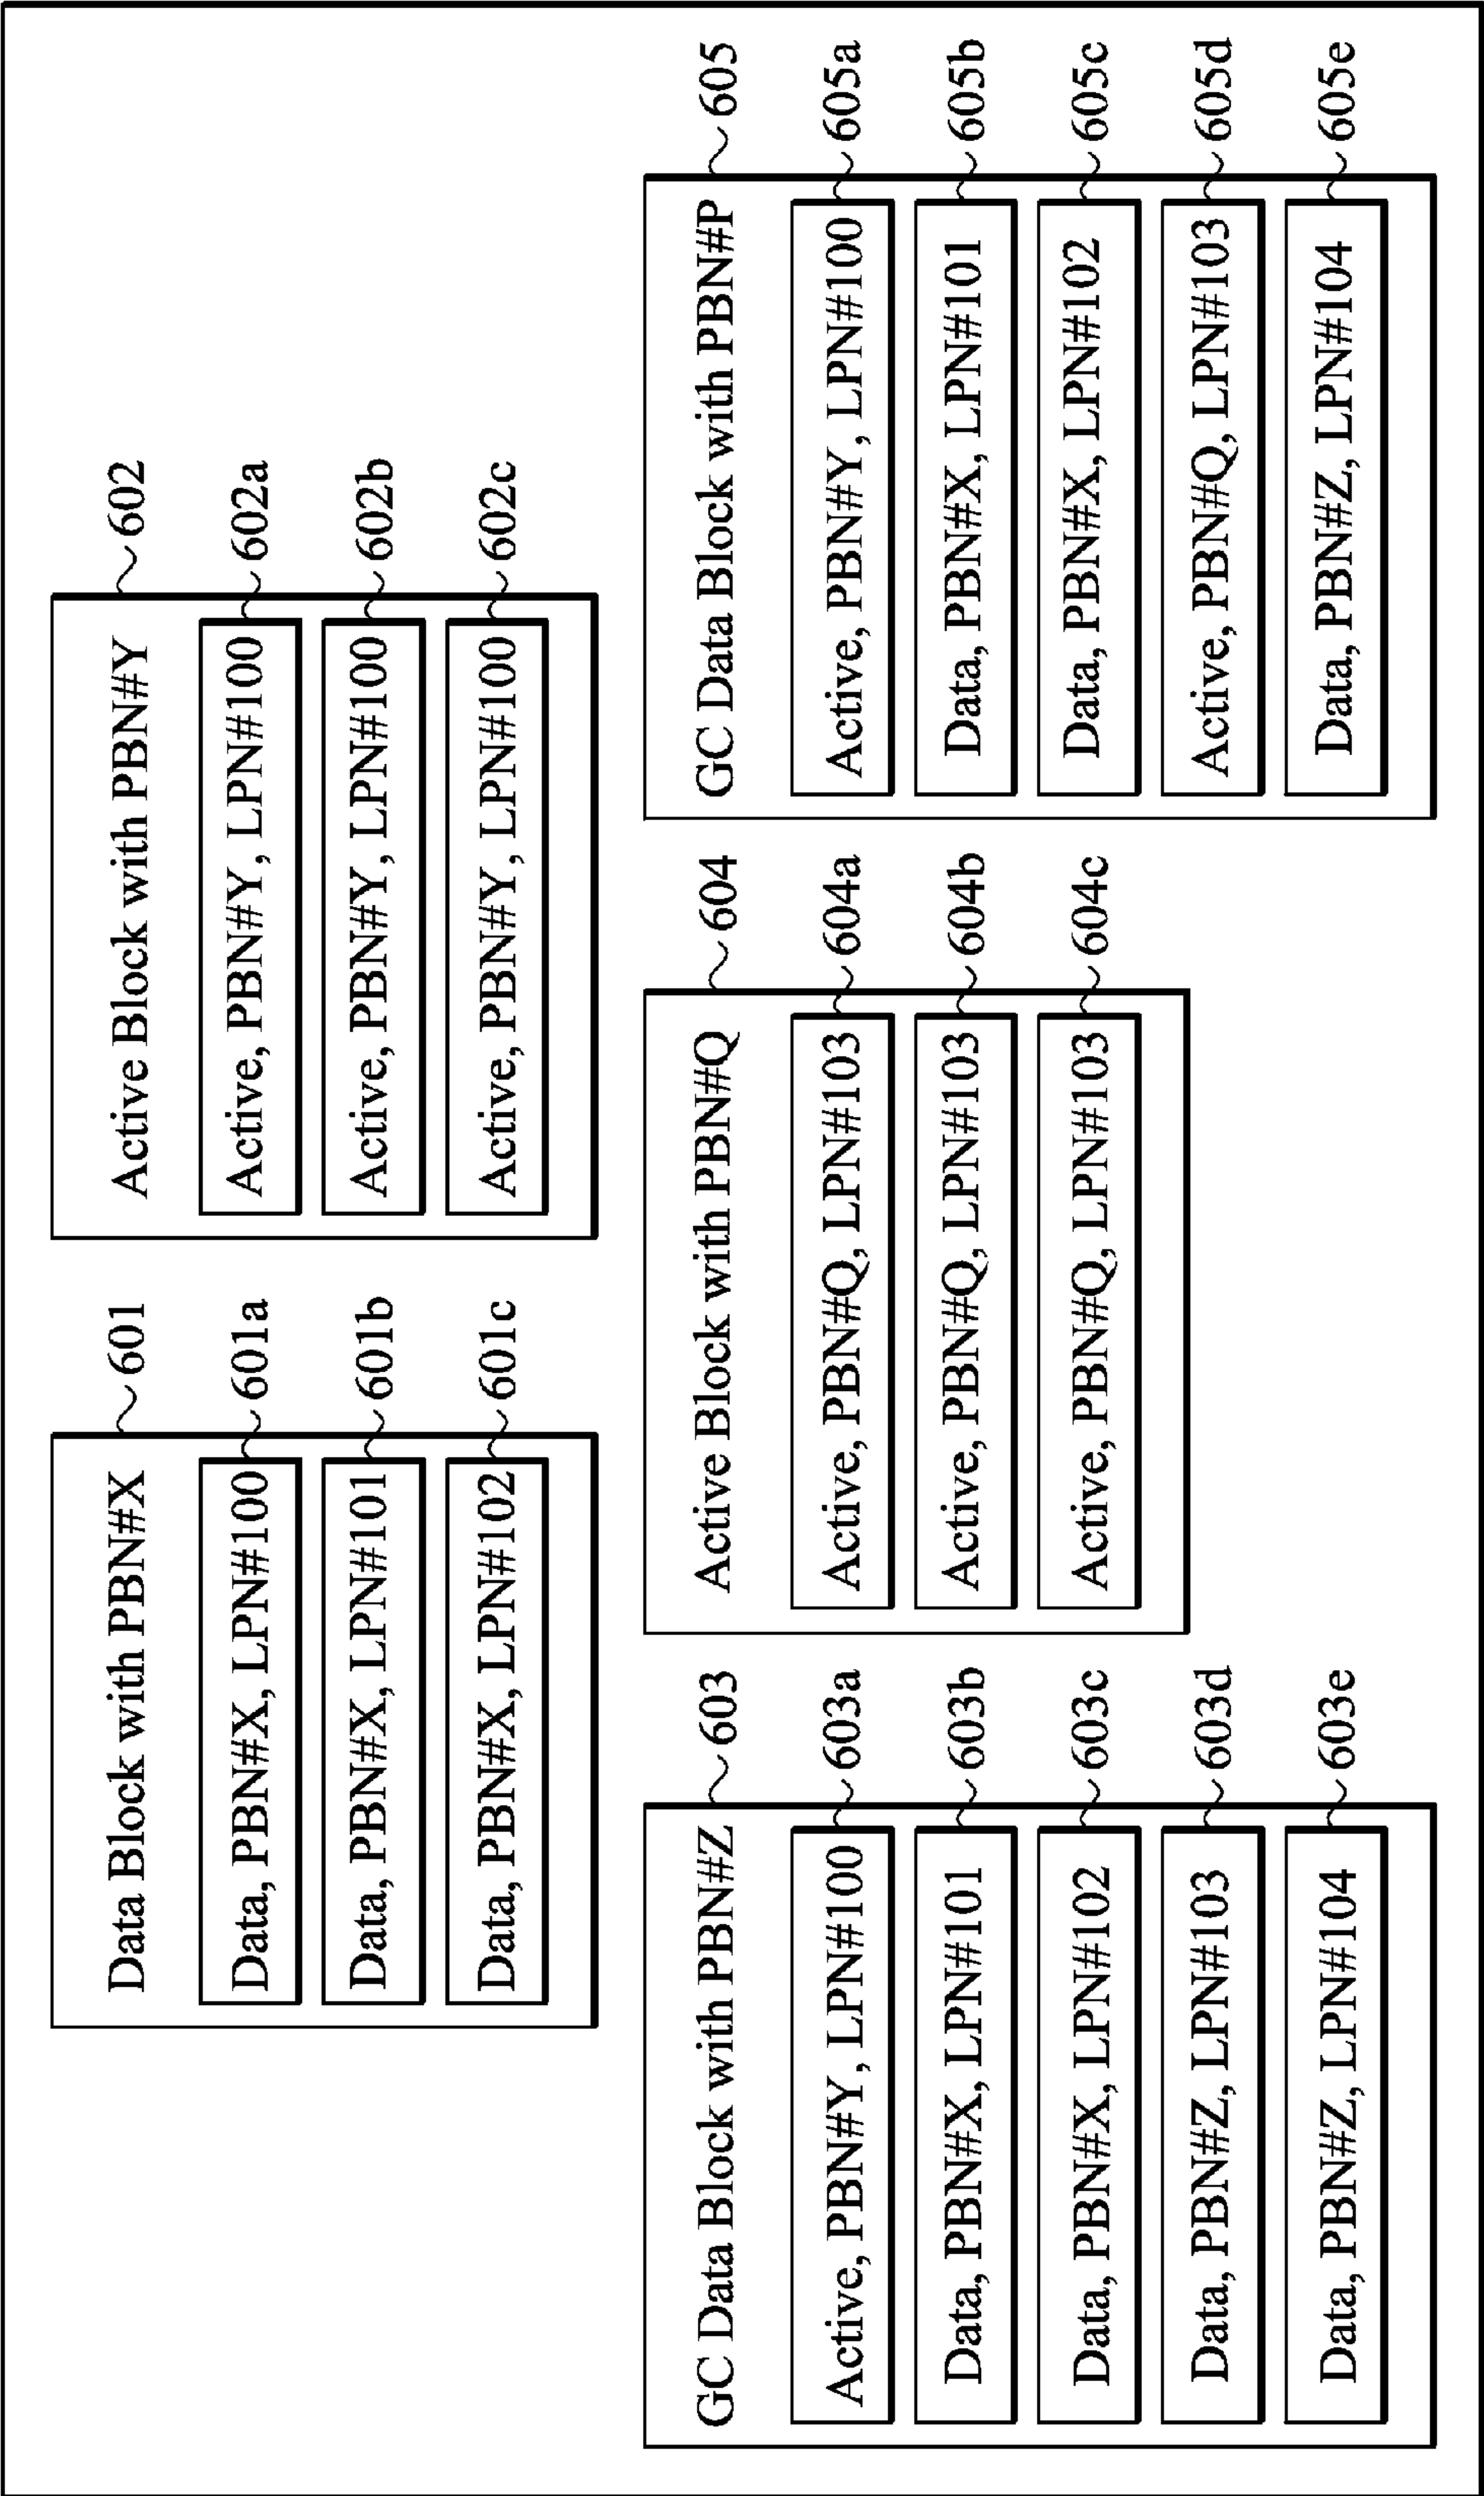 Data Block with PBN#X
601
Data, PBN#X, LPN#100
601a
Data, PBN#X, LPN#101
601b
Data, PBN#X, LPN#102
601c
Active Block with PBN#Y
602
Active, PBN#Y, LPN#100
602a
Active, PBN#Y, LPN#100
602b
Active, PBN#Y, LPN#100
602c
GC Data Block with PBN#Z
603
Active, PBN#Y, LPN#100
603a
Data, PBN#X, LPN#101
603b
Data, PBN#X, LPN#102
603c
Data, PBN#Z, LPN#103
603d
Data, PBN#Z, LPN#104
603e
Active Block with PBN#Q
604
Active, PBN#Q, LPN#103
604a
Active, PBN#Q, LPN#103
604b
Active, PBN#Q, LPN#103
604c
GC Data Block with PBN#P
605
Active, PBN#Y, LPN#100
605a
Data, PBN#X, LPN#101
605b
Data, PBN#X, LPN#102
605c
Active, PBN#Q, LPN#103
605d
Data, PBN#Z, LPN#104
605e